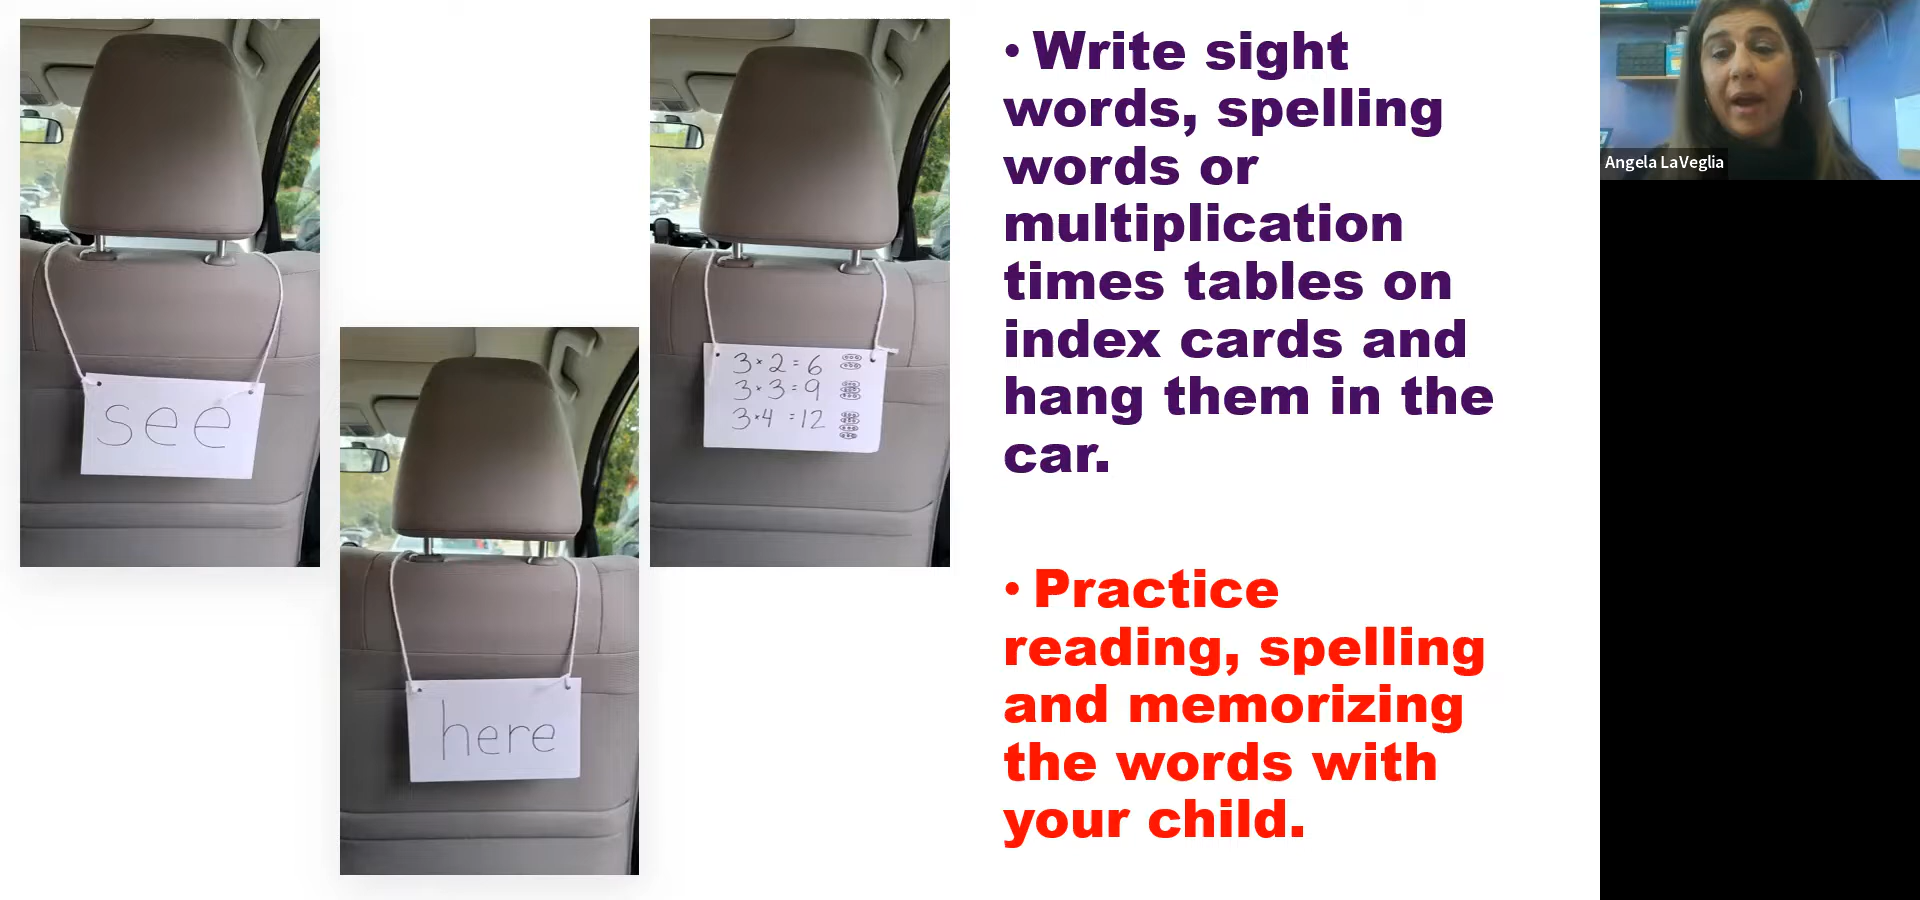 see
here
3×2=6
3×3=9
3×4=12
• Write sight
words, spelling
words or
multiplication
times tables on
index cards and
hang them in the
car.
• Practice
reading, spelling
and memorizing
the words with
your child.
Angela LaVeglia